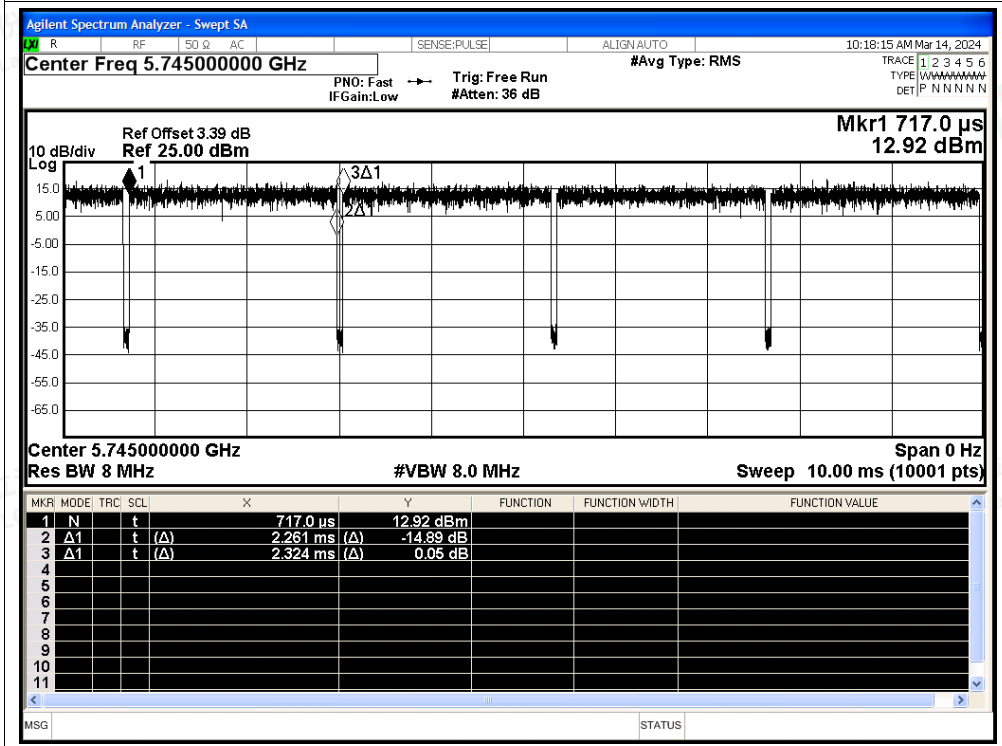 Agilent Spectrum Analyzer - Swept SA
LXI R RF 50 Ω AC SENSE:PULSE ALIGN AUTO 10:18:15 AM Mar 14, 2024
Center Freq 5.745000000 GHz #Avg Type: RMS TRACE 1 2 3 4 5 6
PNO: Fast Trig: Free Run TYPE W
IFGain:Low #Atten: 36 dB DET P N N N N N
Mkr1 717.0 µs
Ref Offset 3.39 dB
10 dB/div Ref 25.00 dBm 12.92 dBm
Log
1 3Δ1
15.0
2Δ1
5.00
-5.00
-15.0
-25.0
-35.0
-45.0
-55.0
-65.0
Center 5.745000000 GHz Span 0 Hz
Res BW 8 MHz #VBW 8.0 MHz Sweep 10.00 ms (10001 pts)
MKR MODE TRC SCL X Y FUNCTION FUNCTION WIDTH FUNCTION VALUE
1 N t 717.0 µs 12.92 dBm
2 Δ1 t (Δ) 2.261 ms (Δ) -14.89 dB
3 Δ1 t (Δ) 2.324 ms (Δ) 0.05 dB
4
5
6
7
8
9
10
11
MSG STATUS